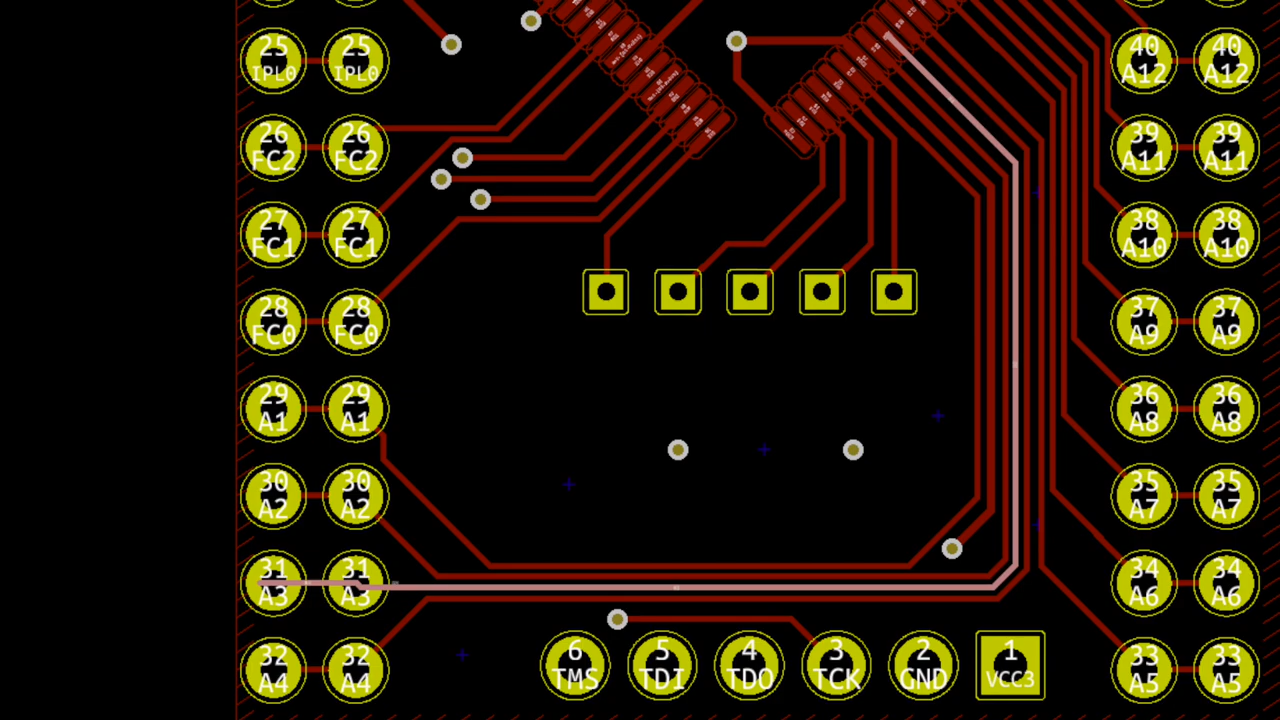 25 25 40 40
IPL0 IPL0 A12 A12
26 26 39 39
FC2 FC2 A11 A11
27 27 38 38
FC1 FC1 A10 A10
28 28 37 37
FC0 FC0 A9 A9
29 29 36 36
A1 A1 A8 A8
30 30 35 35
A2 A2 A7 A7
31 31 34 34
A3 A3 A6 A6
32 32 6 5 4 3 2 1 33 33
A4 A4 TMS TDI TDO TCK GND VCC3 A5 A5